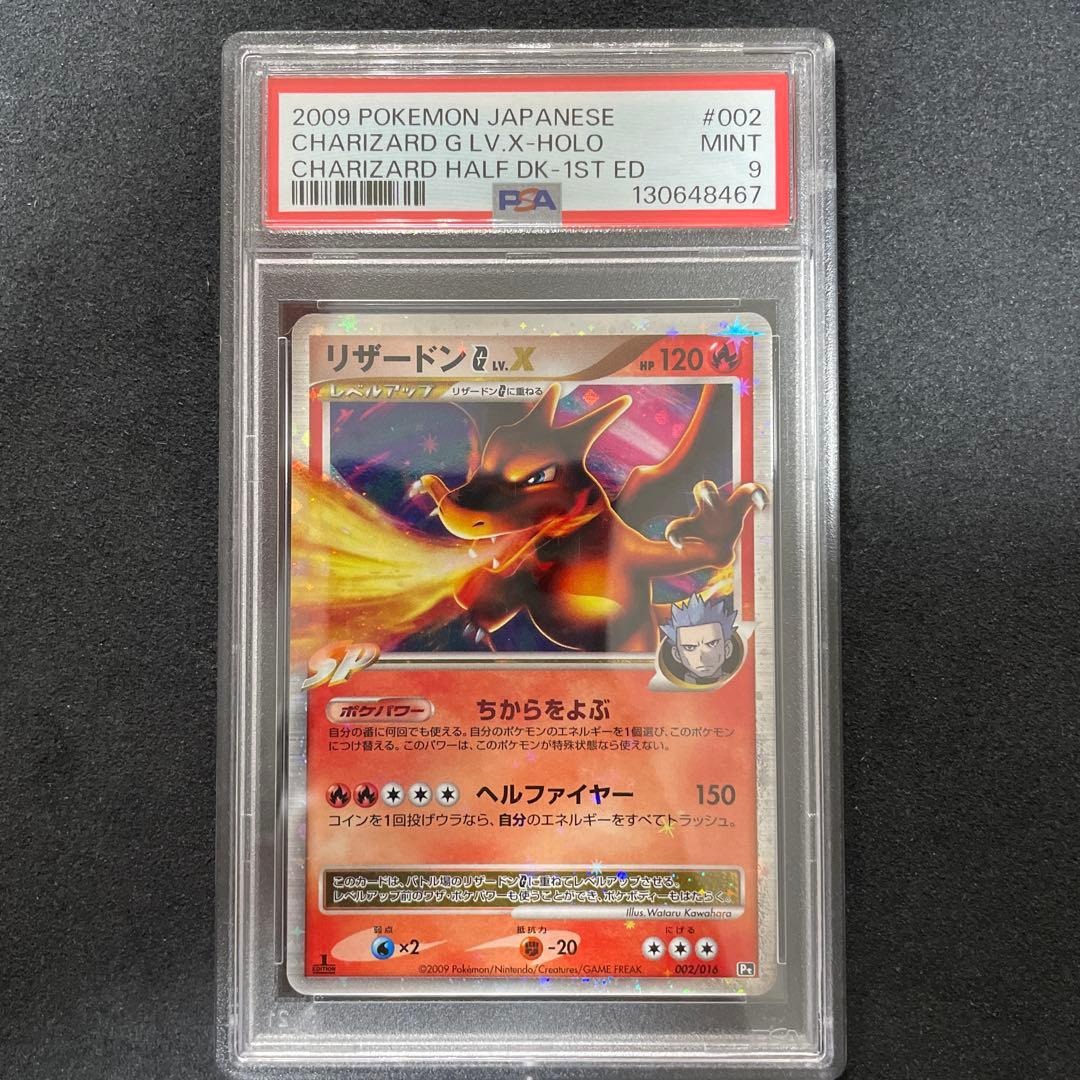 2009 POKEMON JAPANESE #002
CHARIZARD G LV.X-HOLO MINT
CHARIZARD HALF DK-1ST ED 9
PSA 130648467
リザードンG LV.X HP 120
レベルアップ リザードンGに重ねる
SP
ポケパワー ちからをよぶ
自分の番に何回でも使える。自分のポケモンのエネルギーを1個選び、このポケモン
につけ替える。このパワーは、このポケモンが特殊状態なら使えない。
ヘルファイヤー 150
コインを1回投げウラなら、自分のエネルギーをすべてトラッシュ。
このカードは、バトル場のリザードンGに重ねてレベルアップさせる。
レベルアップ前のワザ・ポケパワーも使うことができ、ポケボディーもはたらく。
Illus. Wataru Kawahara
弱点 抵抗力 にげる
×2 -20
1 EDITION ©2009 Pokémon/Nintendo/Creatures/GAME FREAK 002/016 Pt